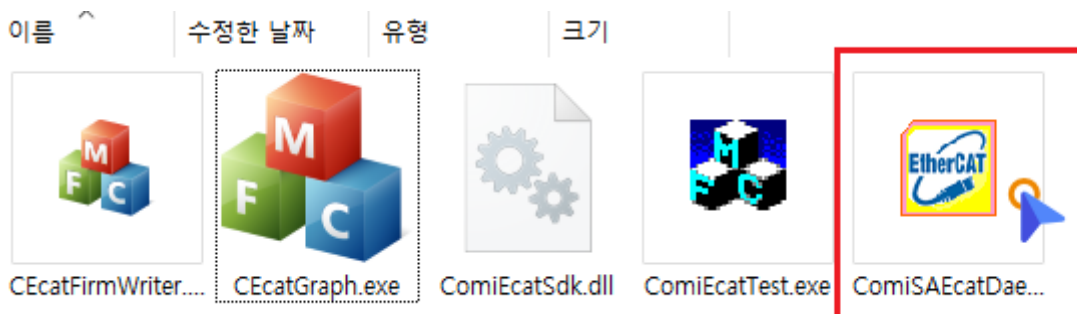 이름 수정한 날짜 유형 크기
M F C
M F C
M F C
EtherCAT
CEcatFirmWriter.... CEcatGraph.exe ComiEcatSdk.dll ComiEcatTest.exe ComiSAEcatDae...